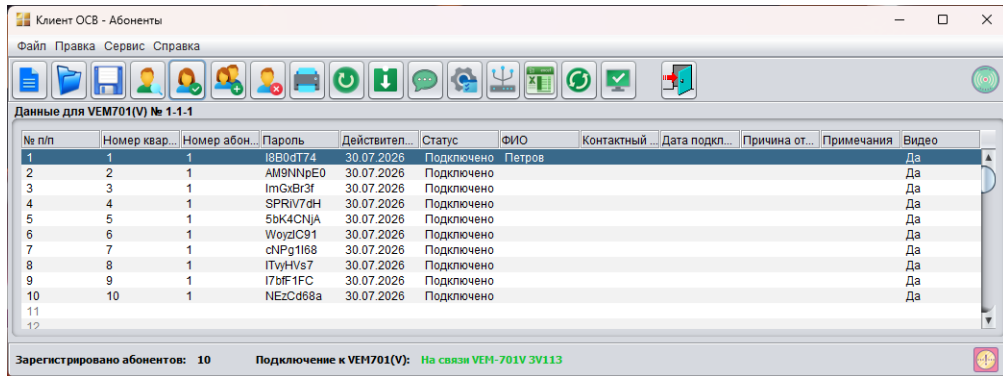 Клиент ОСВ - Абоненты
Файл Правка Сервис Справка
Данные для VEM701(V) № 1-1-1
№ п/п Номер квар... Номер абон... Пароль Действител... Статус ФИО Контактный ... Дата подкл... Причина от... Примечания Видео
1 1 1 I8B0dT74 30.07.2026 Подключено Петров Да
2 2 1 AM9NNpE0 30.07.2026 Подключено Да
3 3 1 ImGxBr3f 30.07.2026 Подключено Да
4 4 1 SPRiV7dH 30.07.2026 Подключено Да
5 5 1 5bK4CNjA 30.07.2026 Подключено Да
6 6 1 WoyzIC91 30.07.2026 Подключено Да
7 7 1 cNPg1I68 30.07.2026 Подключено Да
8 8 1 ITvyHVs7 30.07.2026 Подключено Да
9 9 1 I7bfF1FC 30.07.2026 Подключено Да
10 10 1 NEzCd68a 30.07.2026 Подключено Да
11
12
Зарегистрировано абонентов: 10 Подключение к VEM701(V): На связи VEM-701V 3V113